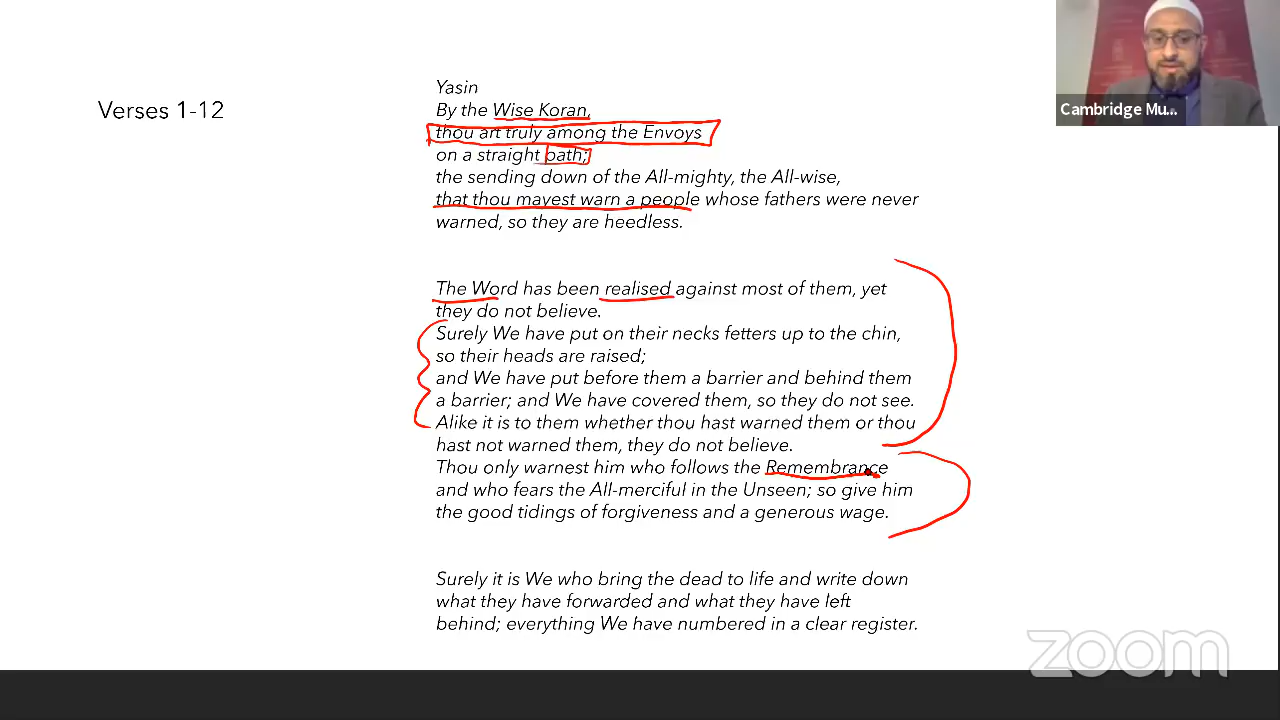 Verses 1-12
Yasin
By the Wise Koran,
thou art truly among the Envoys
on a straight path;
the sending down of the All-mighty, the All-wise,
that thou mayest warn a people whose fathers were never
warned, so they are heedless.
The Word has been realised against most of them, yet
they do not believe.
Surely We have put on their necks fetters up to the chin,
so their heads are raised;
and We have put before them a barrier and behind them
a barrier; and We have covered them, so they do not see.
Alike it is to them whether thou hast warned them or thou
hast not warned them, they do not believe.
Thou only warnest him who follows the Remembrance
and who fears the All-merciful in the Unseen; so give him
the good tidings of forgiveness and a generous wage.
Surely it is We who bring the dead to life and write down
what they have forwarded and what they have left
behind; everything We have numbered in a clear register.
Cambridge Mu...
zoom